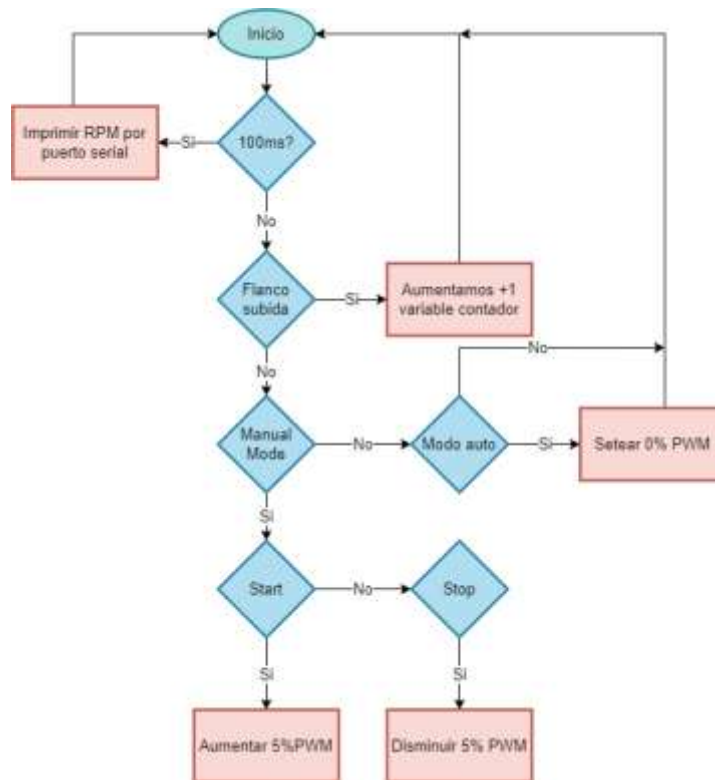 Inicio
Imprimir RPM por
puerto serial
Si
100ms?
No
Flanco
subida
Si
Aumentamos +1
variable contador
No
No
Manual
Mode
No
Modo auto
Si
Setear 0% PWM
Si
Start
No
Stop
Si
Si
Aumentar 5%PWM
Disminuir 5% PWM